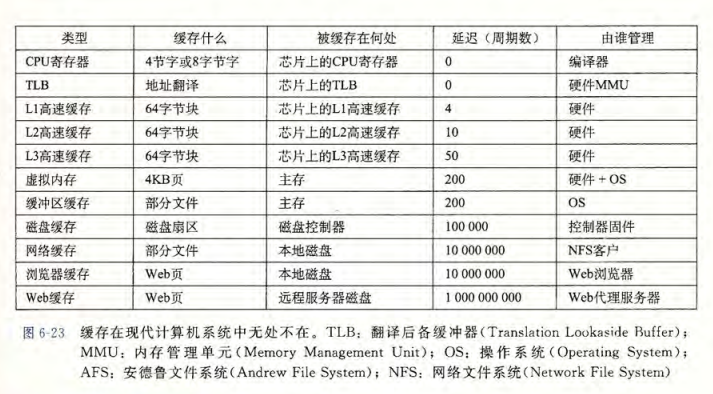 类型 缓存什么 被缓存在何处 延迟（周期数） 由谁管理
CPU寄存器 4节字或8字节字 芯片上的CPU寄存器 0 编译器
TLB 地址翻译 芯片上的TLB 0 硬件MMU
L1高速缓存 64字节块 芯片上的L1高速缓存 4 硬件
L2高速缓存 64字节块 芯片上的L2高速缓存 10 硬件
L3高速缓存 64字节块 芯片上的L3高速缓存 50 硬件
虚拟内存 4KB页 主存 200 硬件 + OS
缓冲区缓存 部分文件 主存 200 OS
磁盘缓存 磁盘扇区 磁盘控制器 100 000 控制器固件
网络缓存 部分文件 本地磁盘 10 000 000 NFS客户
浏览器缓存 Web页 本地磁盘 10 000 000 Web浏览器
Web缓存 Web页 远程服务器磁盘 1 000 000 000 Web代理服务器
图 6-23 缓存在现代计算机系统中无处不在。TLB：翻译后备缓冲器(Translation Lookaside Buffer)；
MMU：内存管理单元(Memory Management Unit)；OS：操作系统(Operating System)；
AFS：安德鲁文件系统(Andrew File System)；NFS：网络文件系统(Network File System)